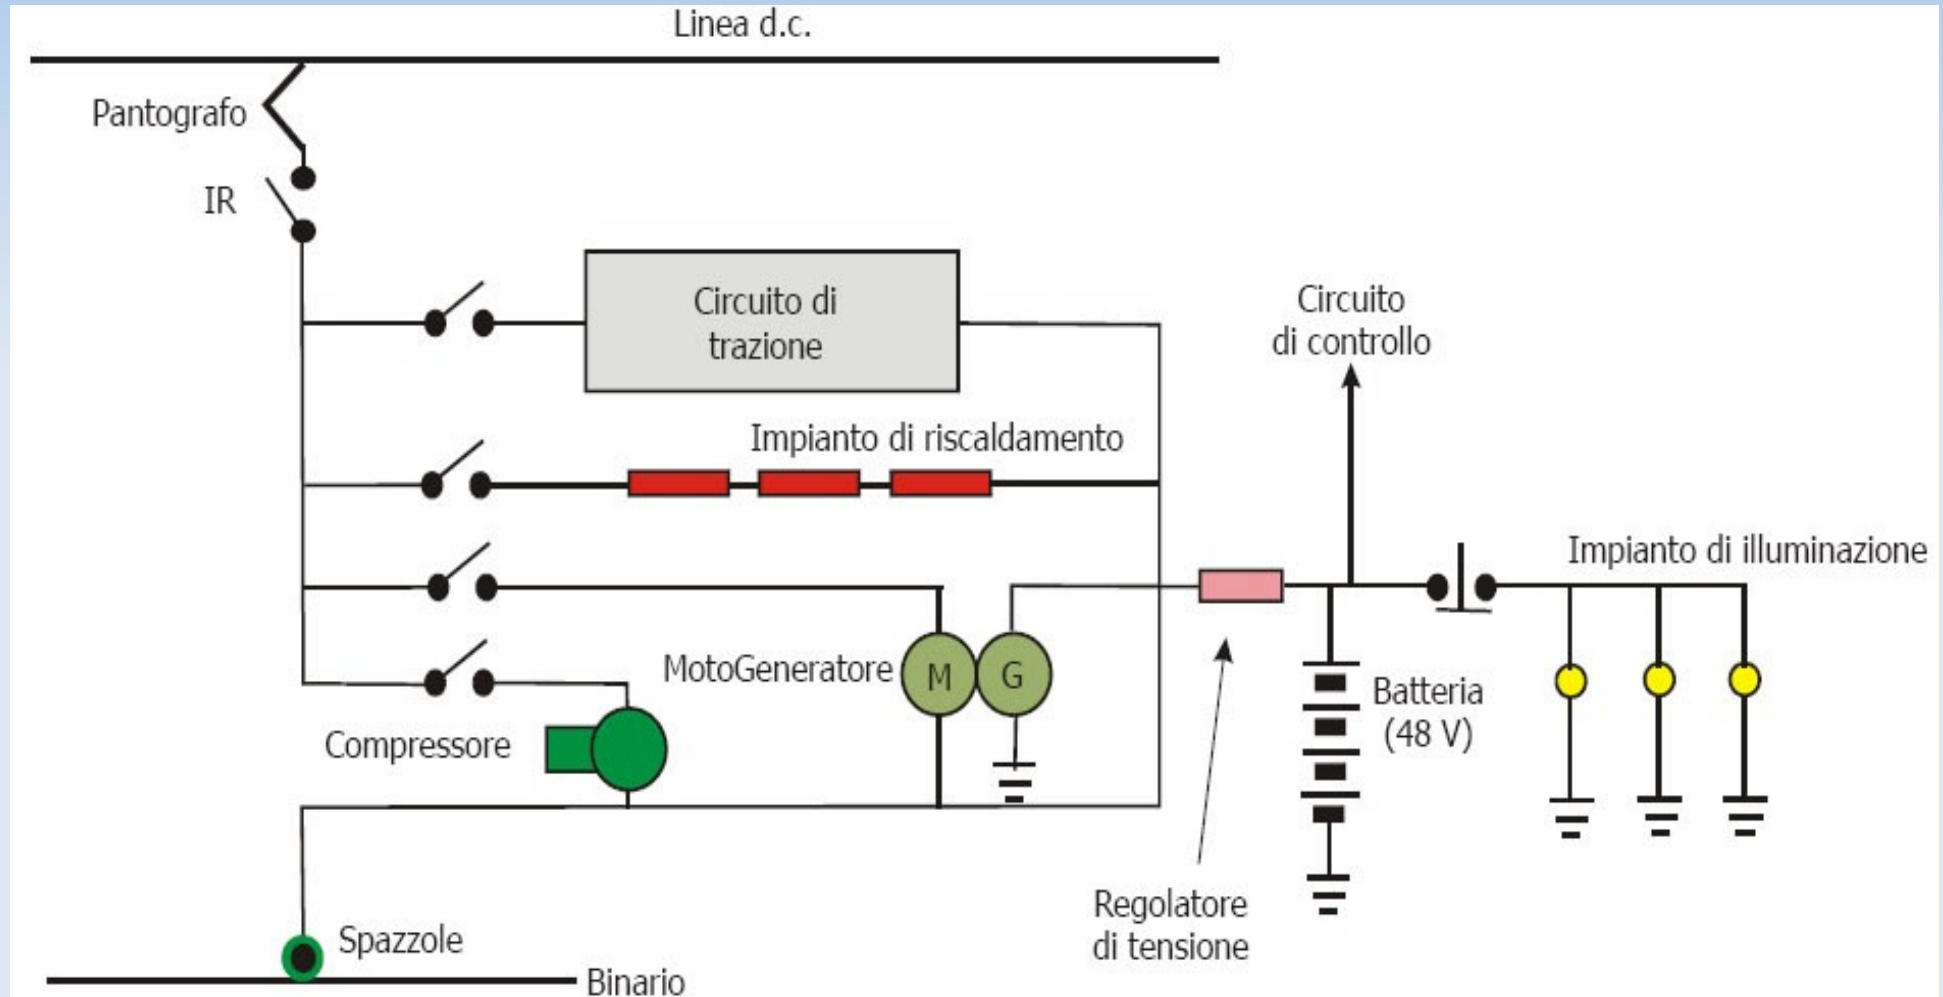 Linea d.c.
Pantografo
IR
Circuito di
trazione
Circuito
di controllo
Impianto di riscaldamento
Impianto di illuminazione
MotoGeneratore
M
G
Batteria
(48 V)
Compressore
Regolatore
di tensione
Spazzole
Binario